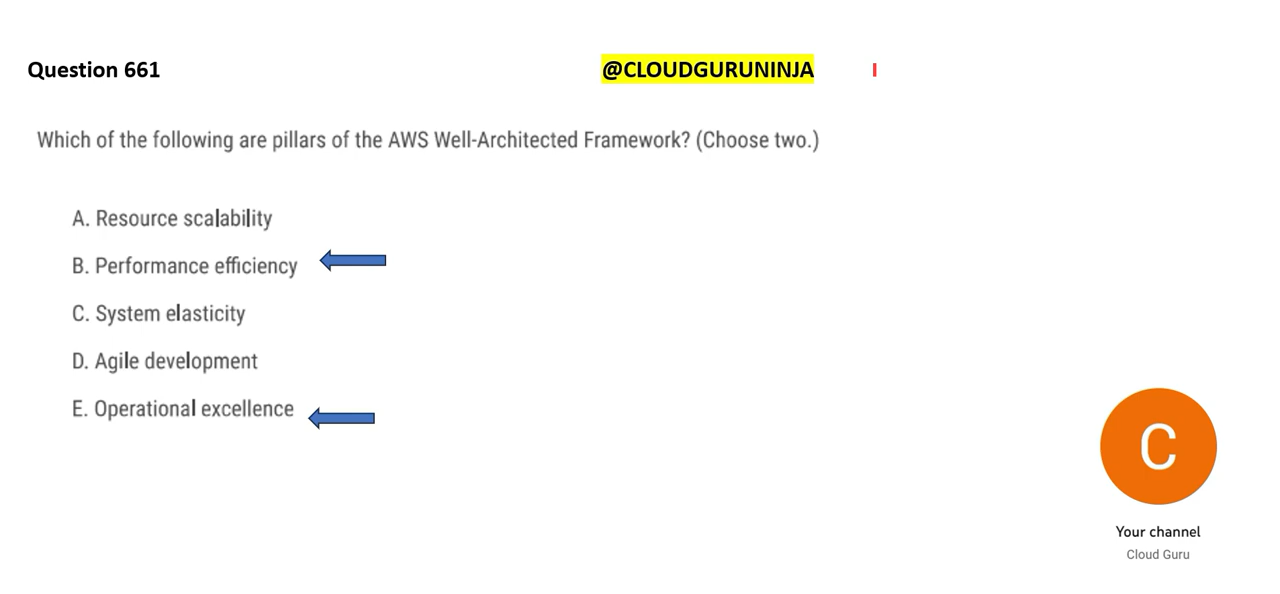 Question 661
@CLOUDGURUNINJA
Which of the following are pillars of the AWS Well-Architected Framework? (Choose two.)
A. Resource scalability
B. Performance efficiency
C. System elasticity
D. Agile development
E. Operational excellence
C
Your channel
Cloud Guru